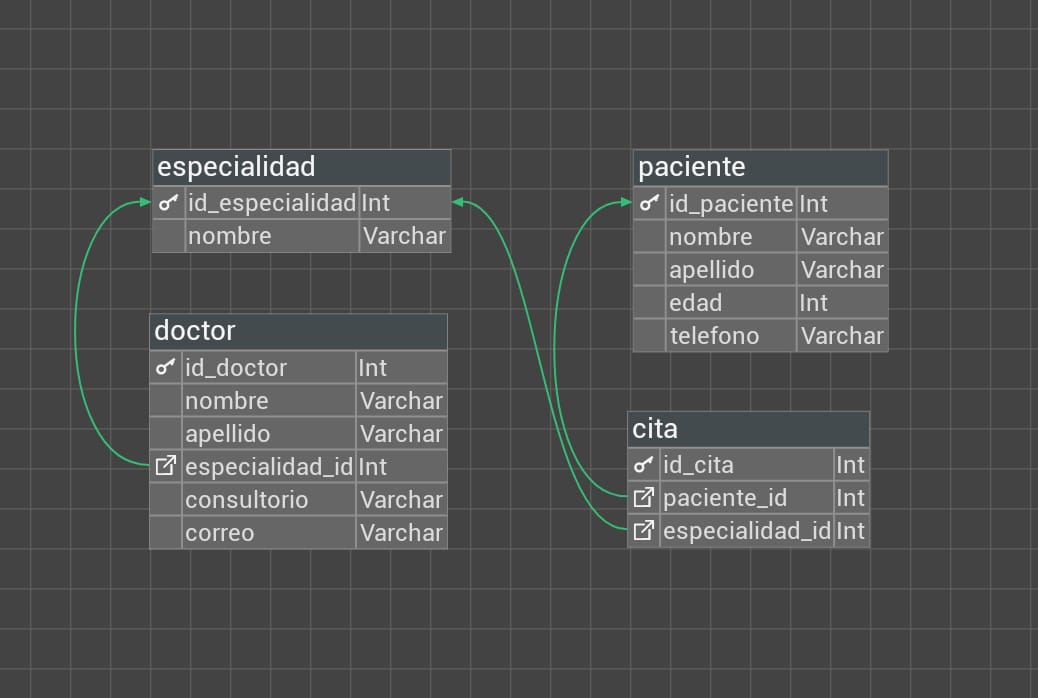 especialidad
id_especialidad Int
nombre Varchar
doctor
id_doctor Int
nombre Varchar
apellido Varchar
especialidad_id Int
consultorio Varchar
correo Varchar
paciente
id_paciente Int
nombre Varchar
apellido Varchar
edad Int
telefono Varchar
cita
id_cita Int
paciente_id Int
especialidad_id Int